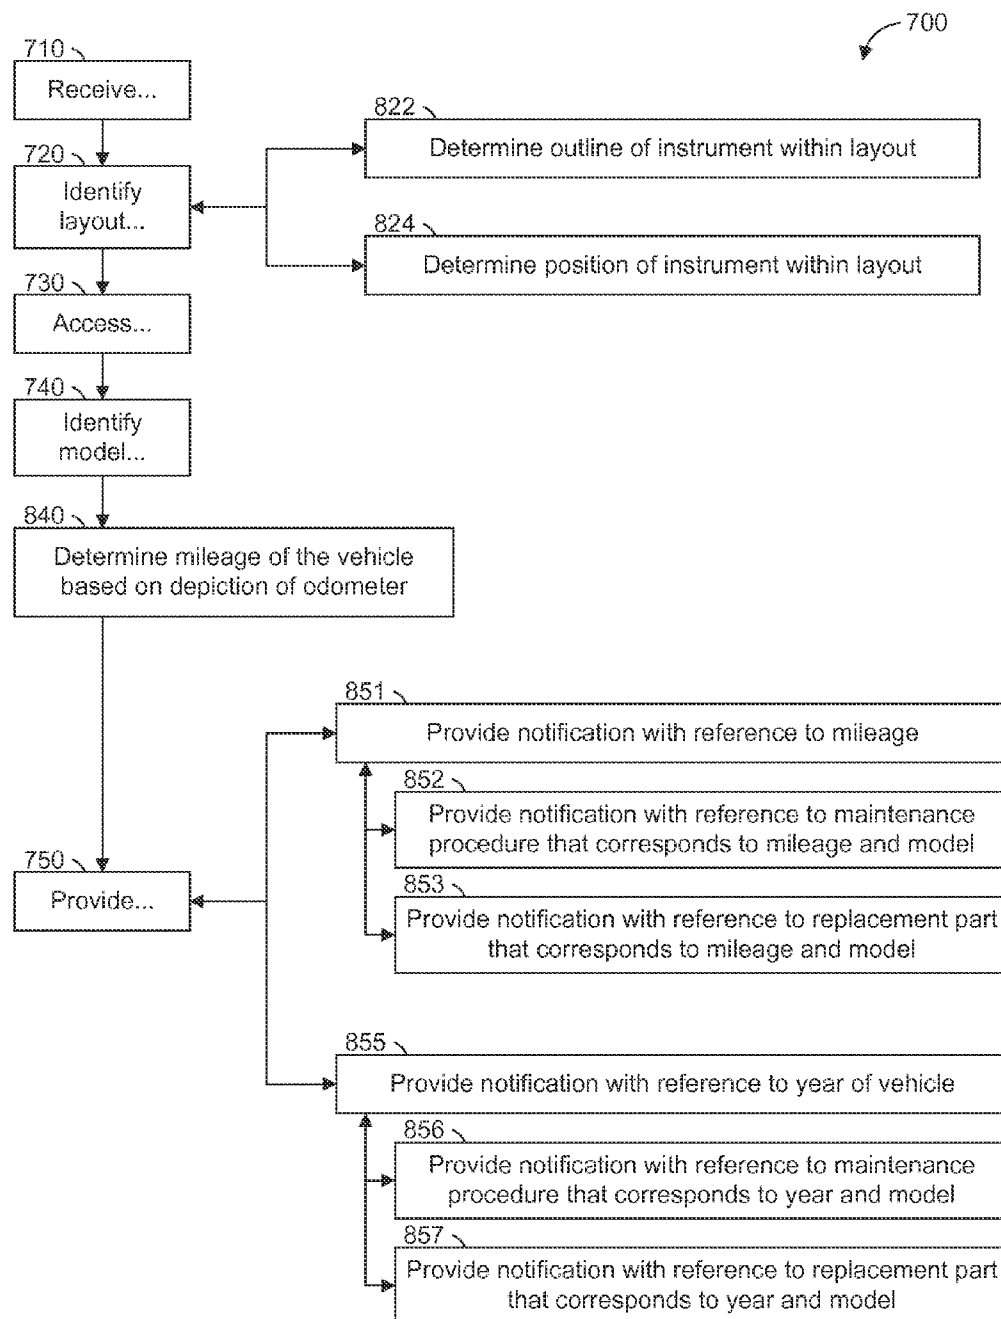 700
710
Receive...
720
Identify
layout...
822
Determine outline of instrument within layout
824
Determine position of instrument within layout
730
Access...
740
Identify
model...
840
Determine mileage of the vehicle
based on depiction of odometer
750
Provide...
851
Provide notification with reference to mileage
852
Provide notification with reference to maintenance
procedure that corresponds to mileage and model
853
Provide notification with reference to replacement part
that corresponds to mileage and model
855
Provide notification with reference to year of vehicle
856
Provide notification with reference to maintenance
procedure that corresponds to year and model
857
Provide notification with reference to replacement part
that corresponds to year and model